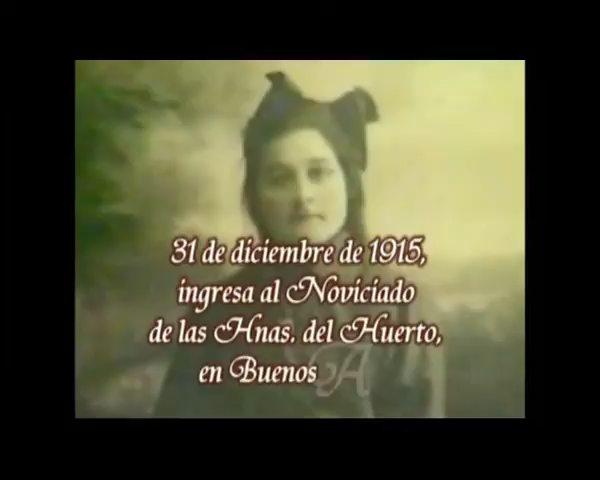 31 de diciembre de 1915,
ingresa al Noviciado
de las Hnas. del Huerto,
en Buenos A